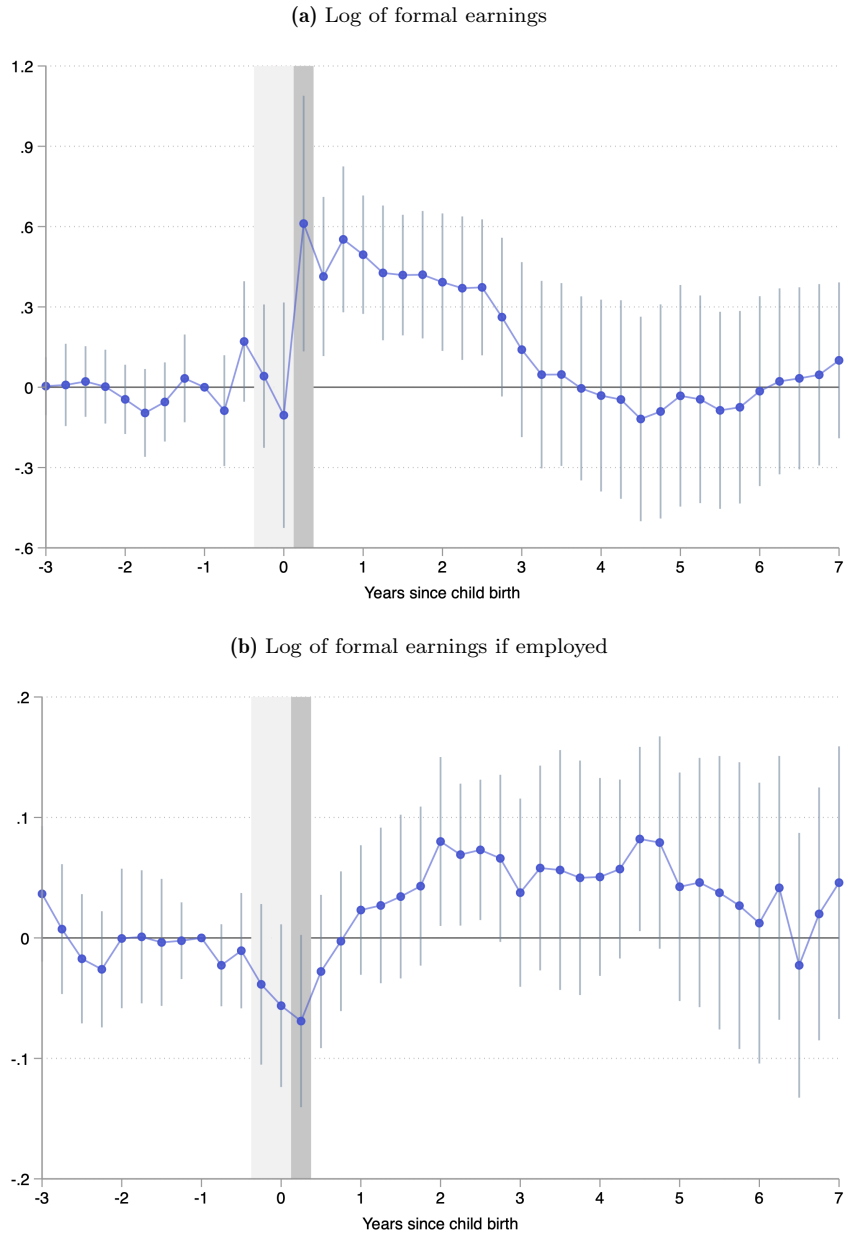 (a) Log of formal earnings
1.2
.9
.6
.3
0
-.3
-.6
-3 -2 -1 0 1 2 3 4 5 6 7
Years since child birth
(b) Log of formal earnings if employed
.2
.1
0
-.1
-.2
-3 -2 -1 0 1 2 3 4 5 6 7
Years since child birth